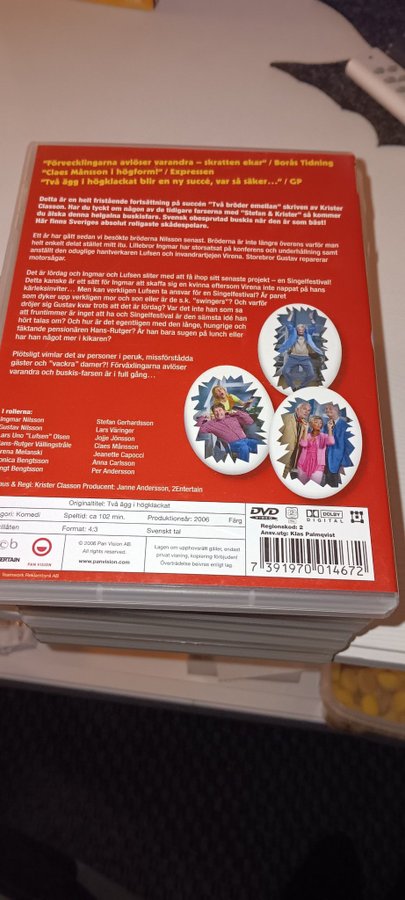 "Förvecklingarna avlöser varandra – skratten ekar" / Borås Tidning
"Claes Månsson i högform!" / Expressen
"Två ägg i högklackat blir en ny succé, var så säker..." / GP
Detta är en helt fristående fortsättning på succén "Två bröder emellan" skriven av Krister
Classon. Har du tyckt om någon av de tidigare farserna med "Stefan & Krister" så kommer
du älska denna helgalna buskisfars. Svensk obesprutad buskis när den är som bäst!
Här finns Sveriges absolut roligaste skådespelare.
Ett år har gått sedan vi besökte bröderna Nilsson senast. Bröderna är inte längre överens varför man
helt enkelt delat stället mitt itu. Lillebror Ingmar har storsatsat på konferens och underhållning samt
anställt den oduglige hantverkaren Lufsen och invandrartjejen Virena. Storebror Gustav reparerar
motorsågar.
Det är lördag och Ingmar och Lufsen sliter med att få ihop sitt senaste projekt – en Singelfestival!
Detta kanske är ett sätt för Ingmar att skaffa sig en kvinna eftersom Virena inte nappat på hans
kärleksinviter... Men kan verkligen Lufsen ta ansvar för en Singelfestival? Är paret
som dyker upp verkligen mor och son eller är de s.k. "swingers"? Och varför
dröjer sig Gustav kvar trots att det är lördag? Var det inte han som sa
att fruntimmer är inget att ha och Singelfestival är den sämsta idé han
hört talas om? Och hur är det egentligen med den långe, hungrige och
fäktande pensionären Hans-Rutger? Är han bara sugen på lunch eller
har han något mer i kikaren?
Plötsligt vimlar det av personer i peruk, missförstådda
gäster och "vackra" damer?! Förväxlingarna avlöser
varandra och buskis-farsen är i full gång...
I rollerna:
Ingmar Nilsson Stefan Gerhardsson
Gustav Nilsson Lars Väringer
Lars Uno "Lufsen" Olsen Jojje Jönsson
Hans-Rutger Vällingstråle Claes Månsson
rena Melanski Jeanette Capocci
onica Bengtsson Anna Carlsson
ngt Bengtsson Per Andersson
us & Regi: Krister Classon Producent: Janne Andersson, 2Entertain
Originaltitel: Två ägg i högklackat
gori: Komedi Speltid: ca 102 min. Produktionsår: 2006 Färg
illåten Format: 4:3 Svenskt tal
PAN VISION
© 2006 Pan Vision AB
All rights reserved.
www.panvision.com
Lagen om upphovsrätt gäller, endast
privat visning, kopiering förbjuden!
Överträdelse beivras enligt lag.
DVD VIDEO 2 DOLBY DIGITAL
Regionskod: 2
Ansv.utg: Klas Palmqvist
7 391970 014672
ERTAIN
Teamwork Reklambyrå AB